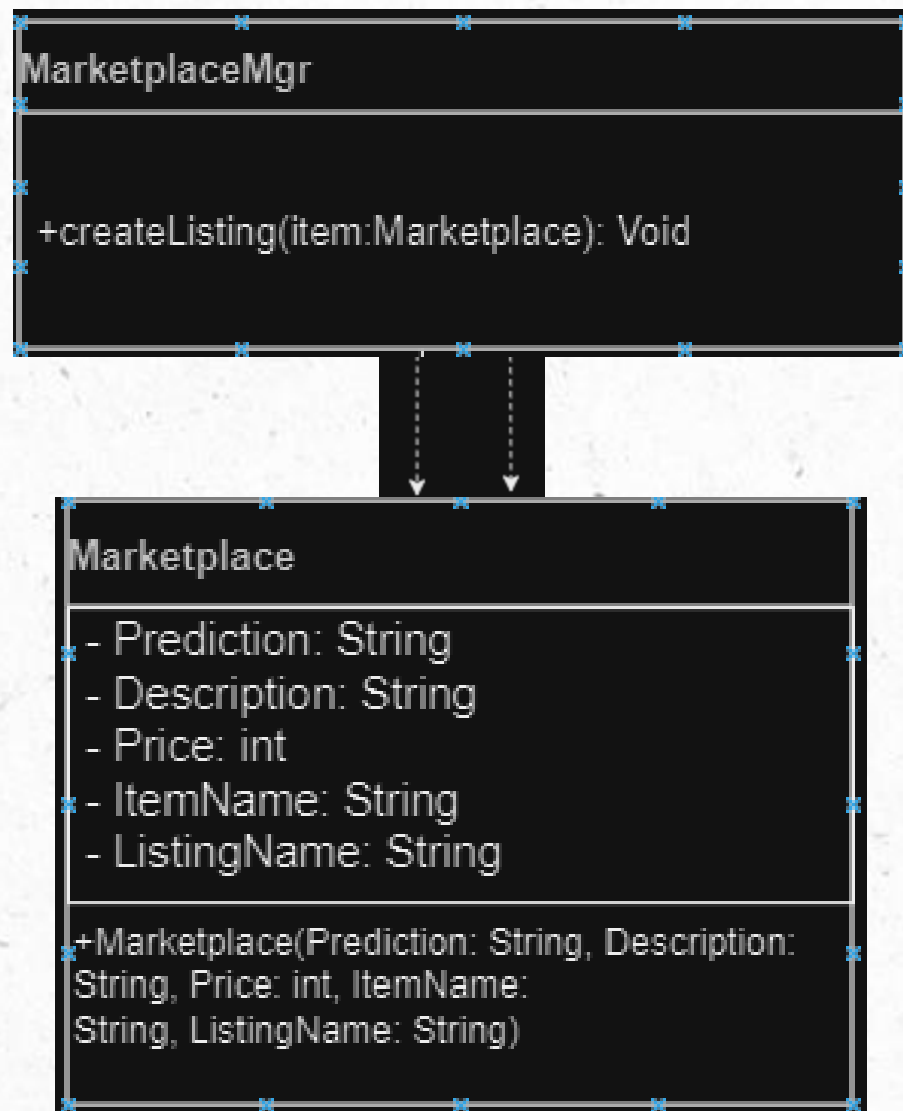 MarketplaceMgr
+createListing(item:Marketplace): Void
Marketplace
- Prediction: String
- Description: String
- Price: int
- ItemName: String
- ListingName: String
+Marketplace(Prediction: String, Description:
String, Price: int, ItemName:
String, ListingName: String)